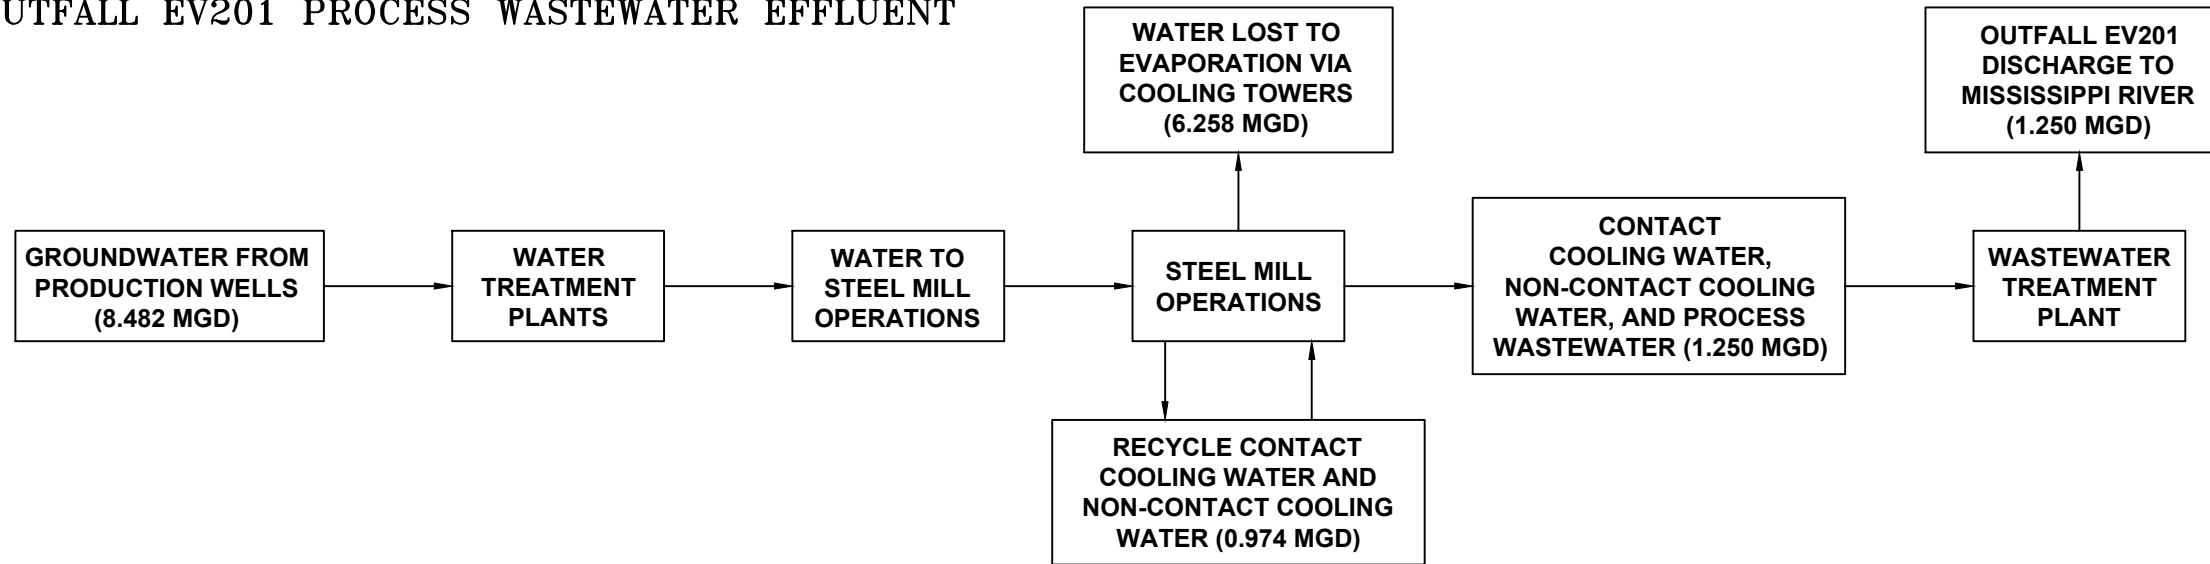 UTFALL EV201 PROCESS WASTEWATER EFFLUENT
WATER LOST TO
EVAPORATION VIA
COOLING TOWERS
(6.258 MGD)
OUTFALL EV201
DISCHARGE TO
MISSISSIPPI RIVER
(1.250 MGD)
GROUNDWATER FROM
PRODUCTION WELLS
(8.482 MGD)
WATER
TREATMENT
PLANTS
WATER TO
STEEL MILL
OPERATIONS
STEEL MILL
OPERATIONS
CONTACT
COOLING WATER,
NON-CONTACT COOLING
WATER, AND PROCESS
WASTEWATER (1.250 MGD)
WASTEWATER
TREATMENT
PLANT
RECYCLE CONTACT
COOLING WATER AND
NON-CONTACT COOLING
WATER (0.974 MGD)